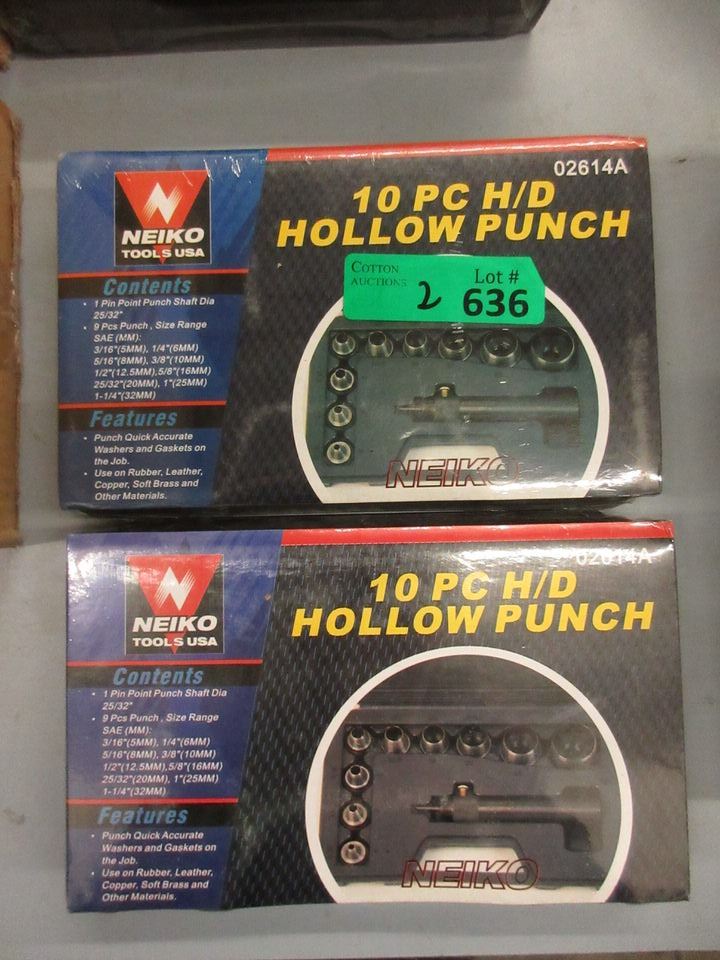 02614A
NEIKO
TOOLS USA
10 PC H/D
HOLLOW PUNCH
COTTON
AUCTIONS
2
Lot #
636
Contents
• 1 Pin Point Punch Shaft Dia
25/32"
• 9 Pcs Punch , Size Range
SAE (MM):
3/16"(5MM), 1/4"(6MM)
5/16"(8MM), 3/8"(10MM)
1/2"(12.5MM),5/8"(16MM)
25/32"(20MM), 1"(25MM)
1-1/4"(32MM)
Features
• Punch Quick Accurate
Washers and Gaskets on
the Job.
• Use on Rubber, Leather,
Copper, Soft Brass and
Other Materials.
NEIKO
02614A
NEIKO
TOOLS USA
10 PC H/D
HOLLOW PUNCH
Contents
• 1 Pin Point Punch Shaft Dia
25/32"
• 9 Pcs Punch , Size Range
SAE (MM):
3/16"(5MM), 1/4"(6MM)
5/16"(8MM), 3/8"(10MM)
1/2"(12.5MM),5/8"(16MM)
25/32"(20MM), 1"(25MM)
1-1/4"(32MM)
Features
• Punch Quick Accurate
Washers and Gaskets on
the Job.
• Use on Rubber, Leather,
Copper, Soft Brass and
Other Materials.
NEIKO